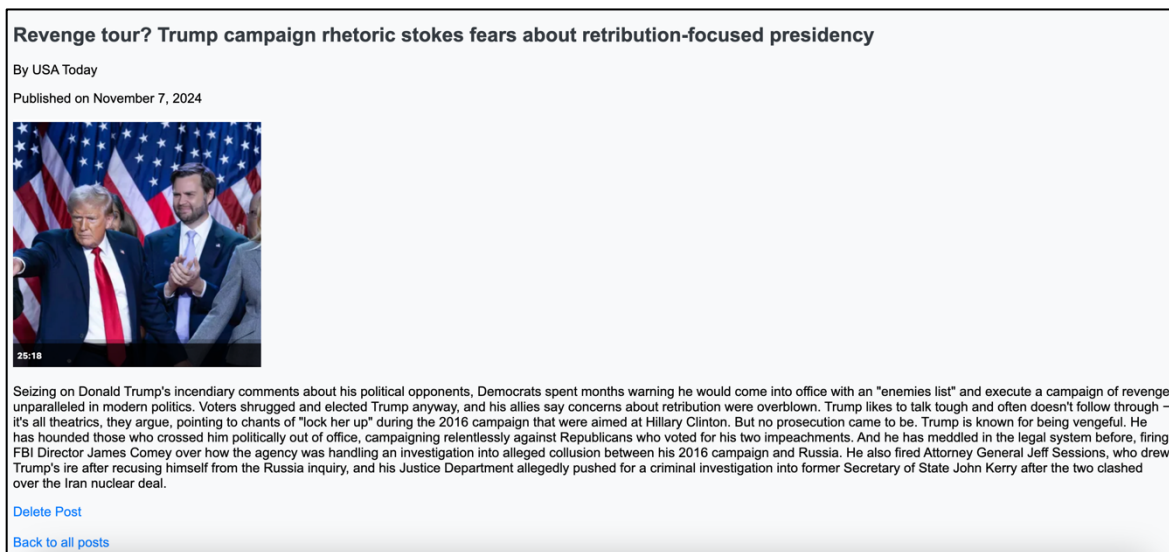 Revenge tour? Trump campaign rhetoric stokes fears about retribution-focused presidency
By USA Today
Published on November 7, 2024
25:18
Seizing on Donald Trump's incendiary comments about his political opponents, Democrats spent months warning he would come into office with an "enemies list" and execute a campaign of revenge
unparalleled in modern politics. Voters shrugged and elected Trump anyway, and his allies say concerns about retribution were overblown. Trump likes to talk tough and often doesn't follow through –
it's all theatrics, they argue, pointing to chants of "lock her up" during the 2016 campaign that were aimed at Hillary Clinton. But no prosecution came to be. Trump is known for being vengeful. He
has hounded those who crossed him politically out of office, campaigning relentlessly against Republicans who voted for his two impeachments. And he has meddled in the legal system before, firing
FBI Director James Comey over how the agency was handling an investigation into alleged collusion between his 2016 campaign and Russia. He also fired Attorney General Jeff Sessions, who drew
Trump's ire after recusing himself from the Russia inquiry, and his Justice Department allegedly pushed for a criminal investigation into former Secretary of State John Kerry after the two clashed
over the Iran nuclear deal.
Delete Post
Back to all posts